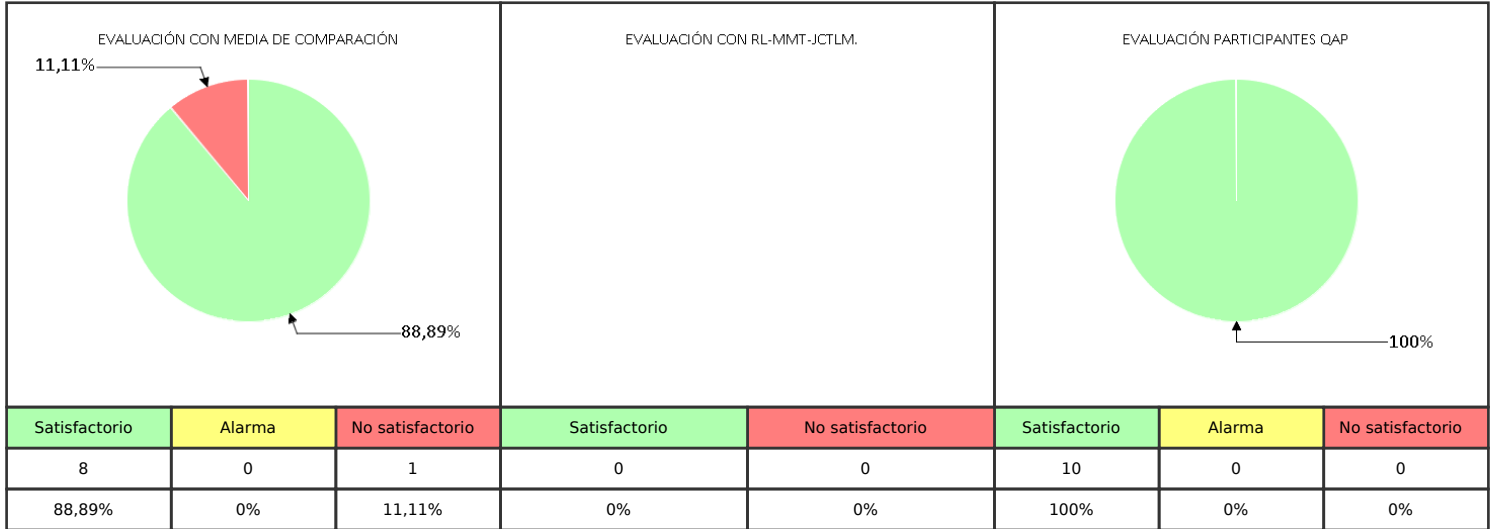 EVALUACIÓN CON MEDIA DE COMPARACIÓN
11,11%
88,89%
EVALUACIÓN CON RL-MMT-JCTLM.
EVALUACIÓN PARTICIPANTES QAP
100%
Satisfactorio Alarma No satisfactorio Satisfactorio No satisfactorio Satisfactorio Alarma No satisfactorio
8 0 1 0 0 10 0 0
88,89% 0% 11,11% 0% 0% 100% 0% 0%